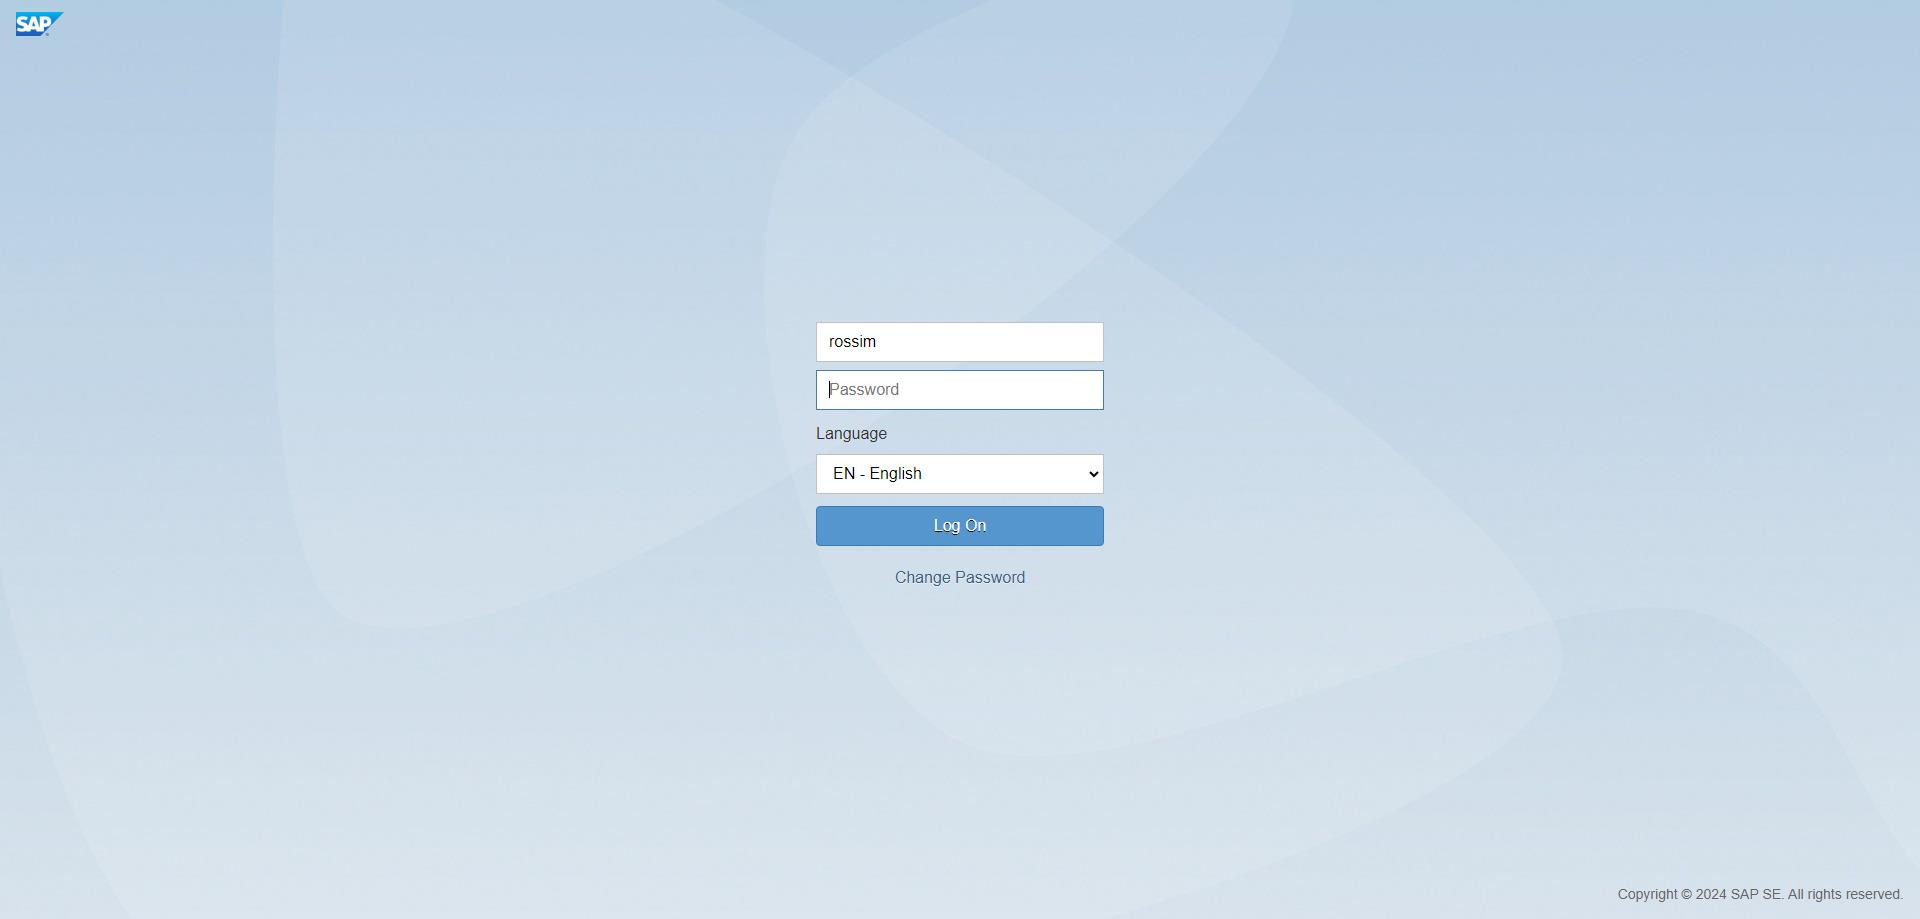 SAP
rossim
Password
Language
EN - English
Log On
Change Password
Copyright © 2024 SAP SE. All rights reserved.